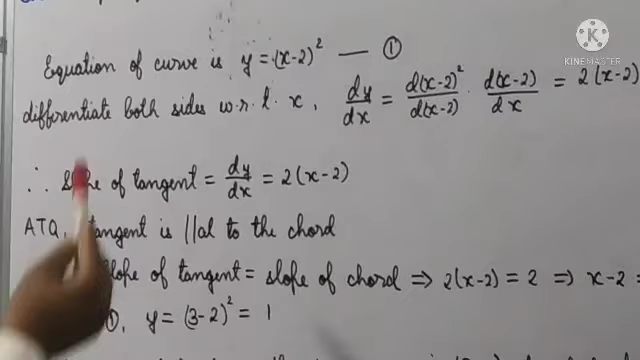 Equation of curve is y = (x-2)² — ①
differentiate both sides w.r.t. x, dy/dx = d(x-2)²/d(x-2) · d(x-2)/dx = 2(x-2)
∴ Slope of tangent = dy/dx = 2(x-2)
ATQ, tangent is ||al to the chord
slope of tangent = slope of chord ⇒ 2(x-2) = 2 ⇒ x-2 =
①, y = (3-2)² = 1
KINEMASTER